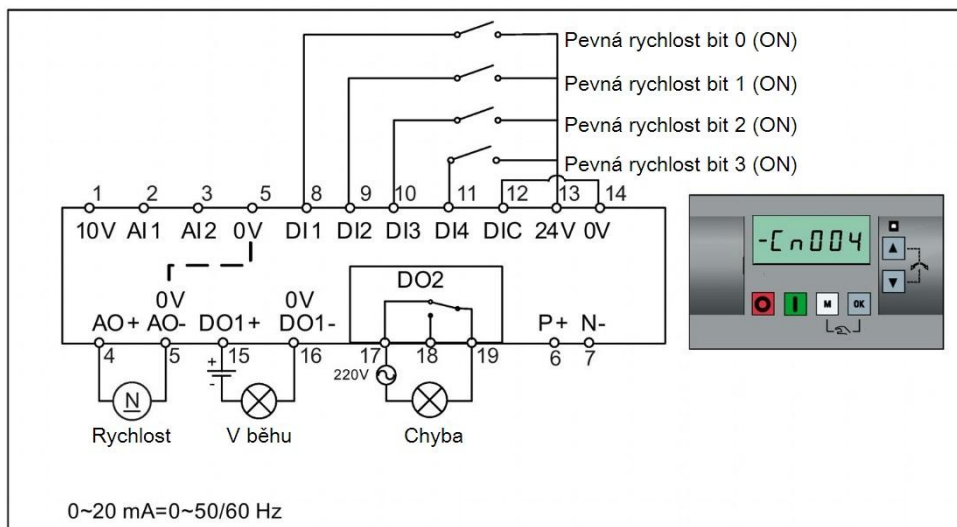 Pevná rychlost bit 0 (ON)
Pevná rychlost bit 1 (ON)
Pevná rychlost bit 2 (ON)
Pevná rychlost bit 3 (ON)
1 2 3 5 8 9 10 11 12 13 14
10V AI1 AI2 0V DI1 DI2 DI3 DI4 DIC 24V 0V
-Cn004
DO2
0V 0V
AO+ AO- DO1+ DO1-
P+ N-
4 5 15 16 17 18 19 6 7
+
-
220V
M OK
N
Rychlost V běhu Chyba
0~20 mA=0~50/60 Hz